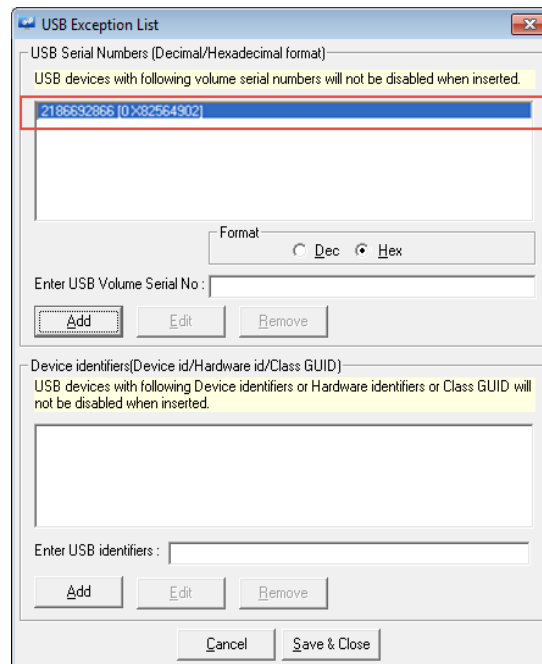 USB Exception List
USB Serial Numbers (Decimal/Hexadecimal format)
USB devices with following volume serial numbers will not be disabled when inserted.
2186692866 [0X82564902]
Format
Dec Hex
Enter USB Volume Serial No :
Add Edit Remove
Device identifiers(Device id/Hardware id/Class GUID)
USB devices with following Device identifiers or Hardware identifiers or Class GUID will
not be disabled when inserted.
Enter USB identifiers :
Add Edit Remove
Cancel Save & Close